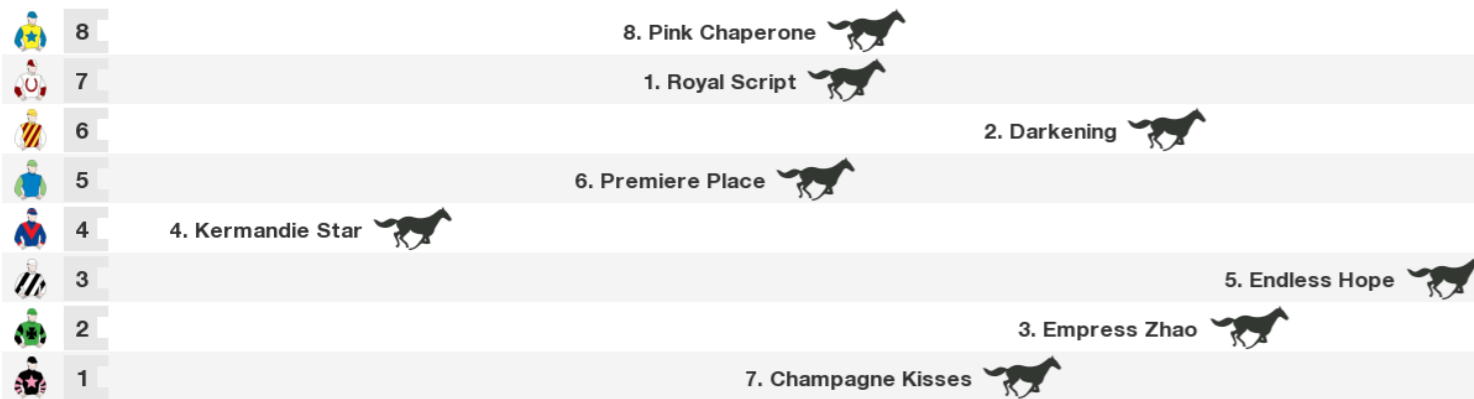 8 8. Pink Chaperone
7 1. Royal Script
6 2. Darkening
5 6. Premiere Place
4 4. Kermandie Star
3 5. Endless Hope
2 3. Empress Zhao
1 7. Champagne Kisses